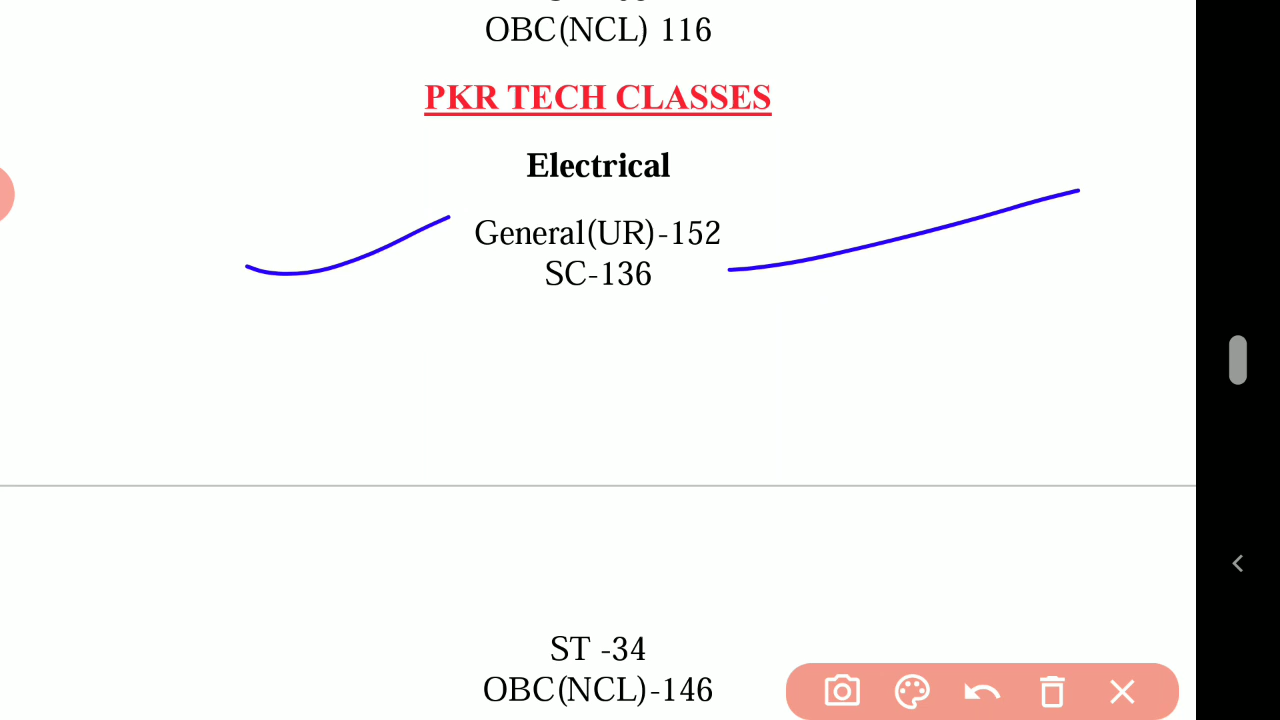 OBC(NCL) 116
PKR TECH CLASSES
Electrical
General(UR)-152
SC-136
ST -34
OBC(NCL)-146